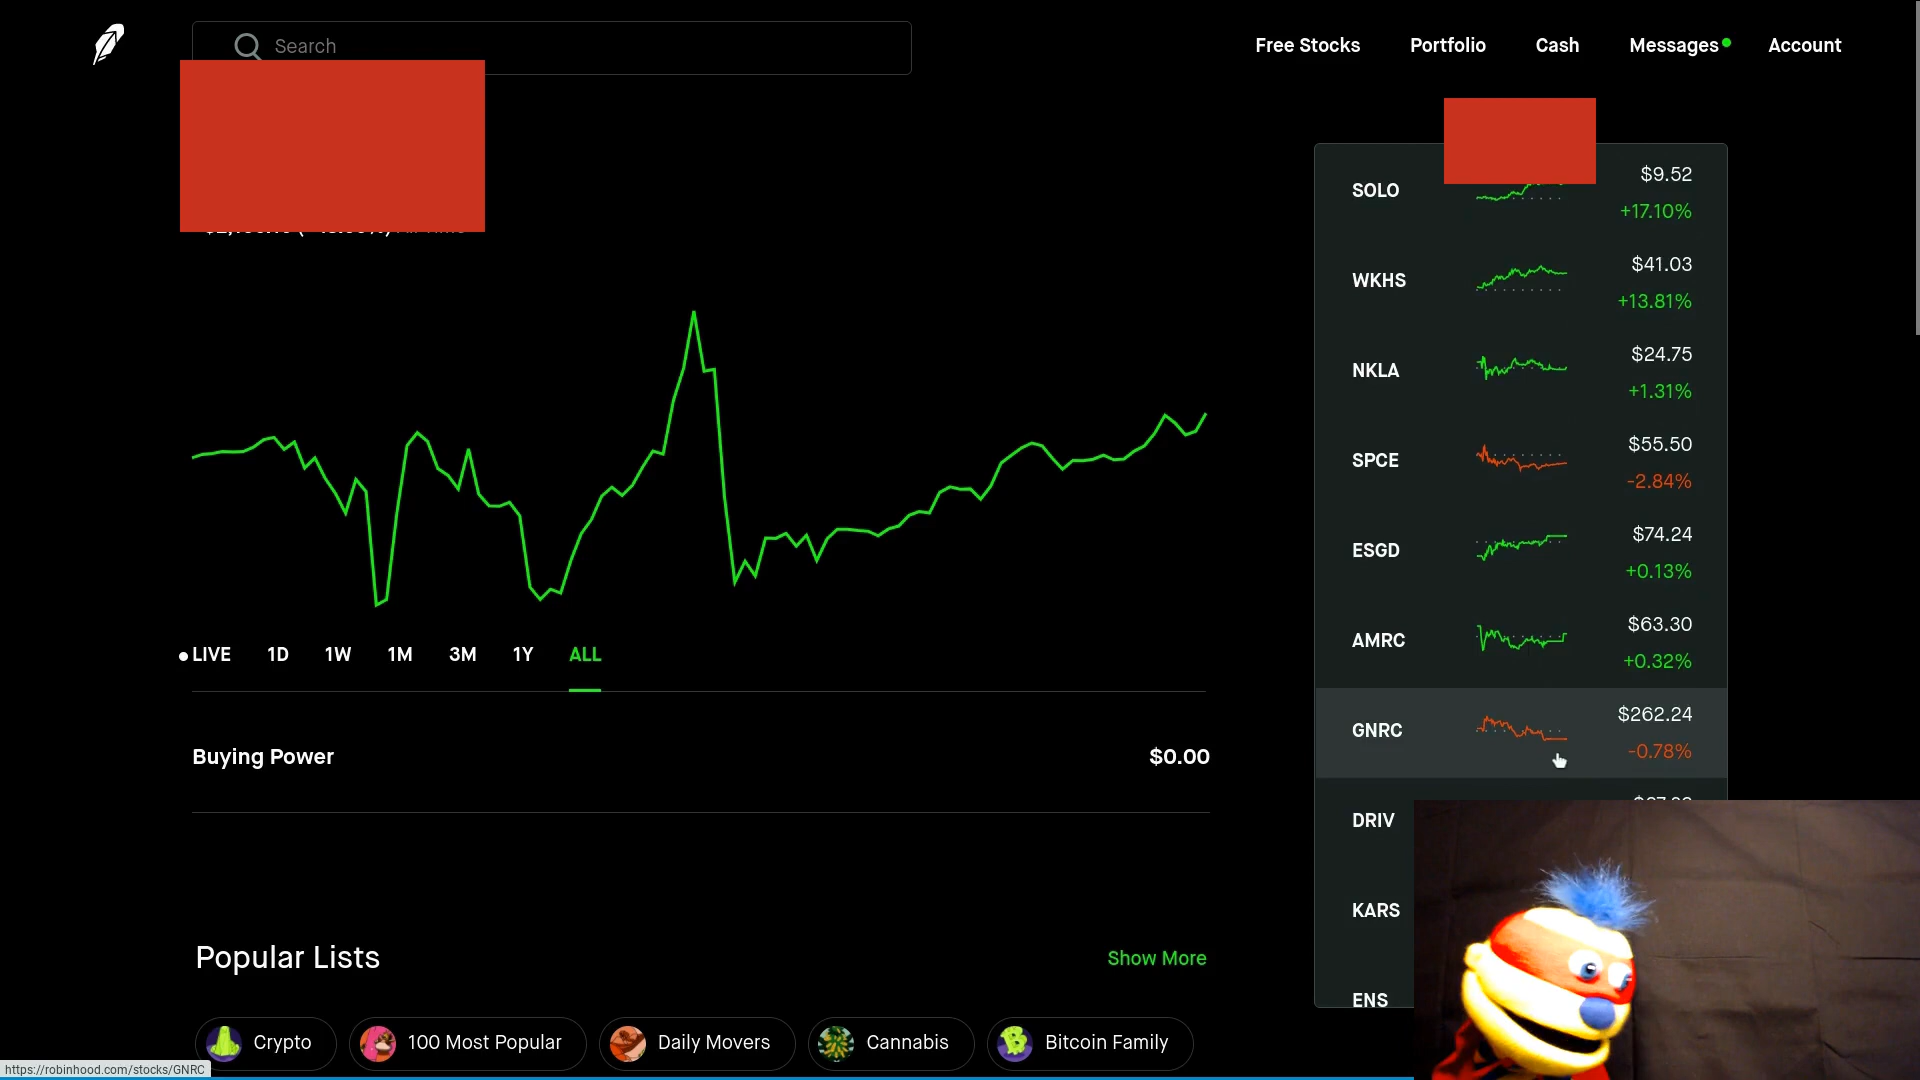 Search
Free Stocks
Portfolio
Cash
Messages
Account
SOLO
$9.52
+17.10%
WKHS
$41.03
+13.81%
NKLA
$24.75
+1.31%
SPCE
$55.50
-2.84%
ESGD
$74.24
+0.13%
AMRC
$63.30
+0.32%
GNRC
$262.24
-0.78%
DRIV
KARS
ENS
LIVE 1D 1W 1M 3M 1Y ALL
Buying Power
$0.00
Popular Lists
Show More
Crypto
100 Most Popular
Daily Movers
Cannabis
Bitcoin Family
https://robinhood.com/stocks/GNRC